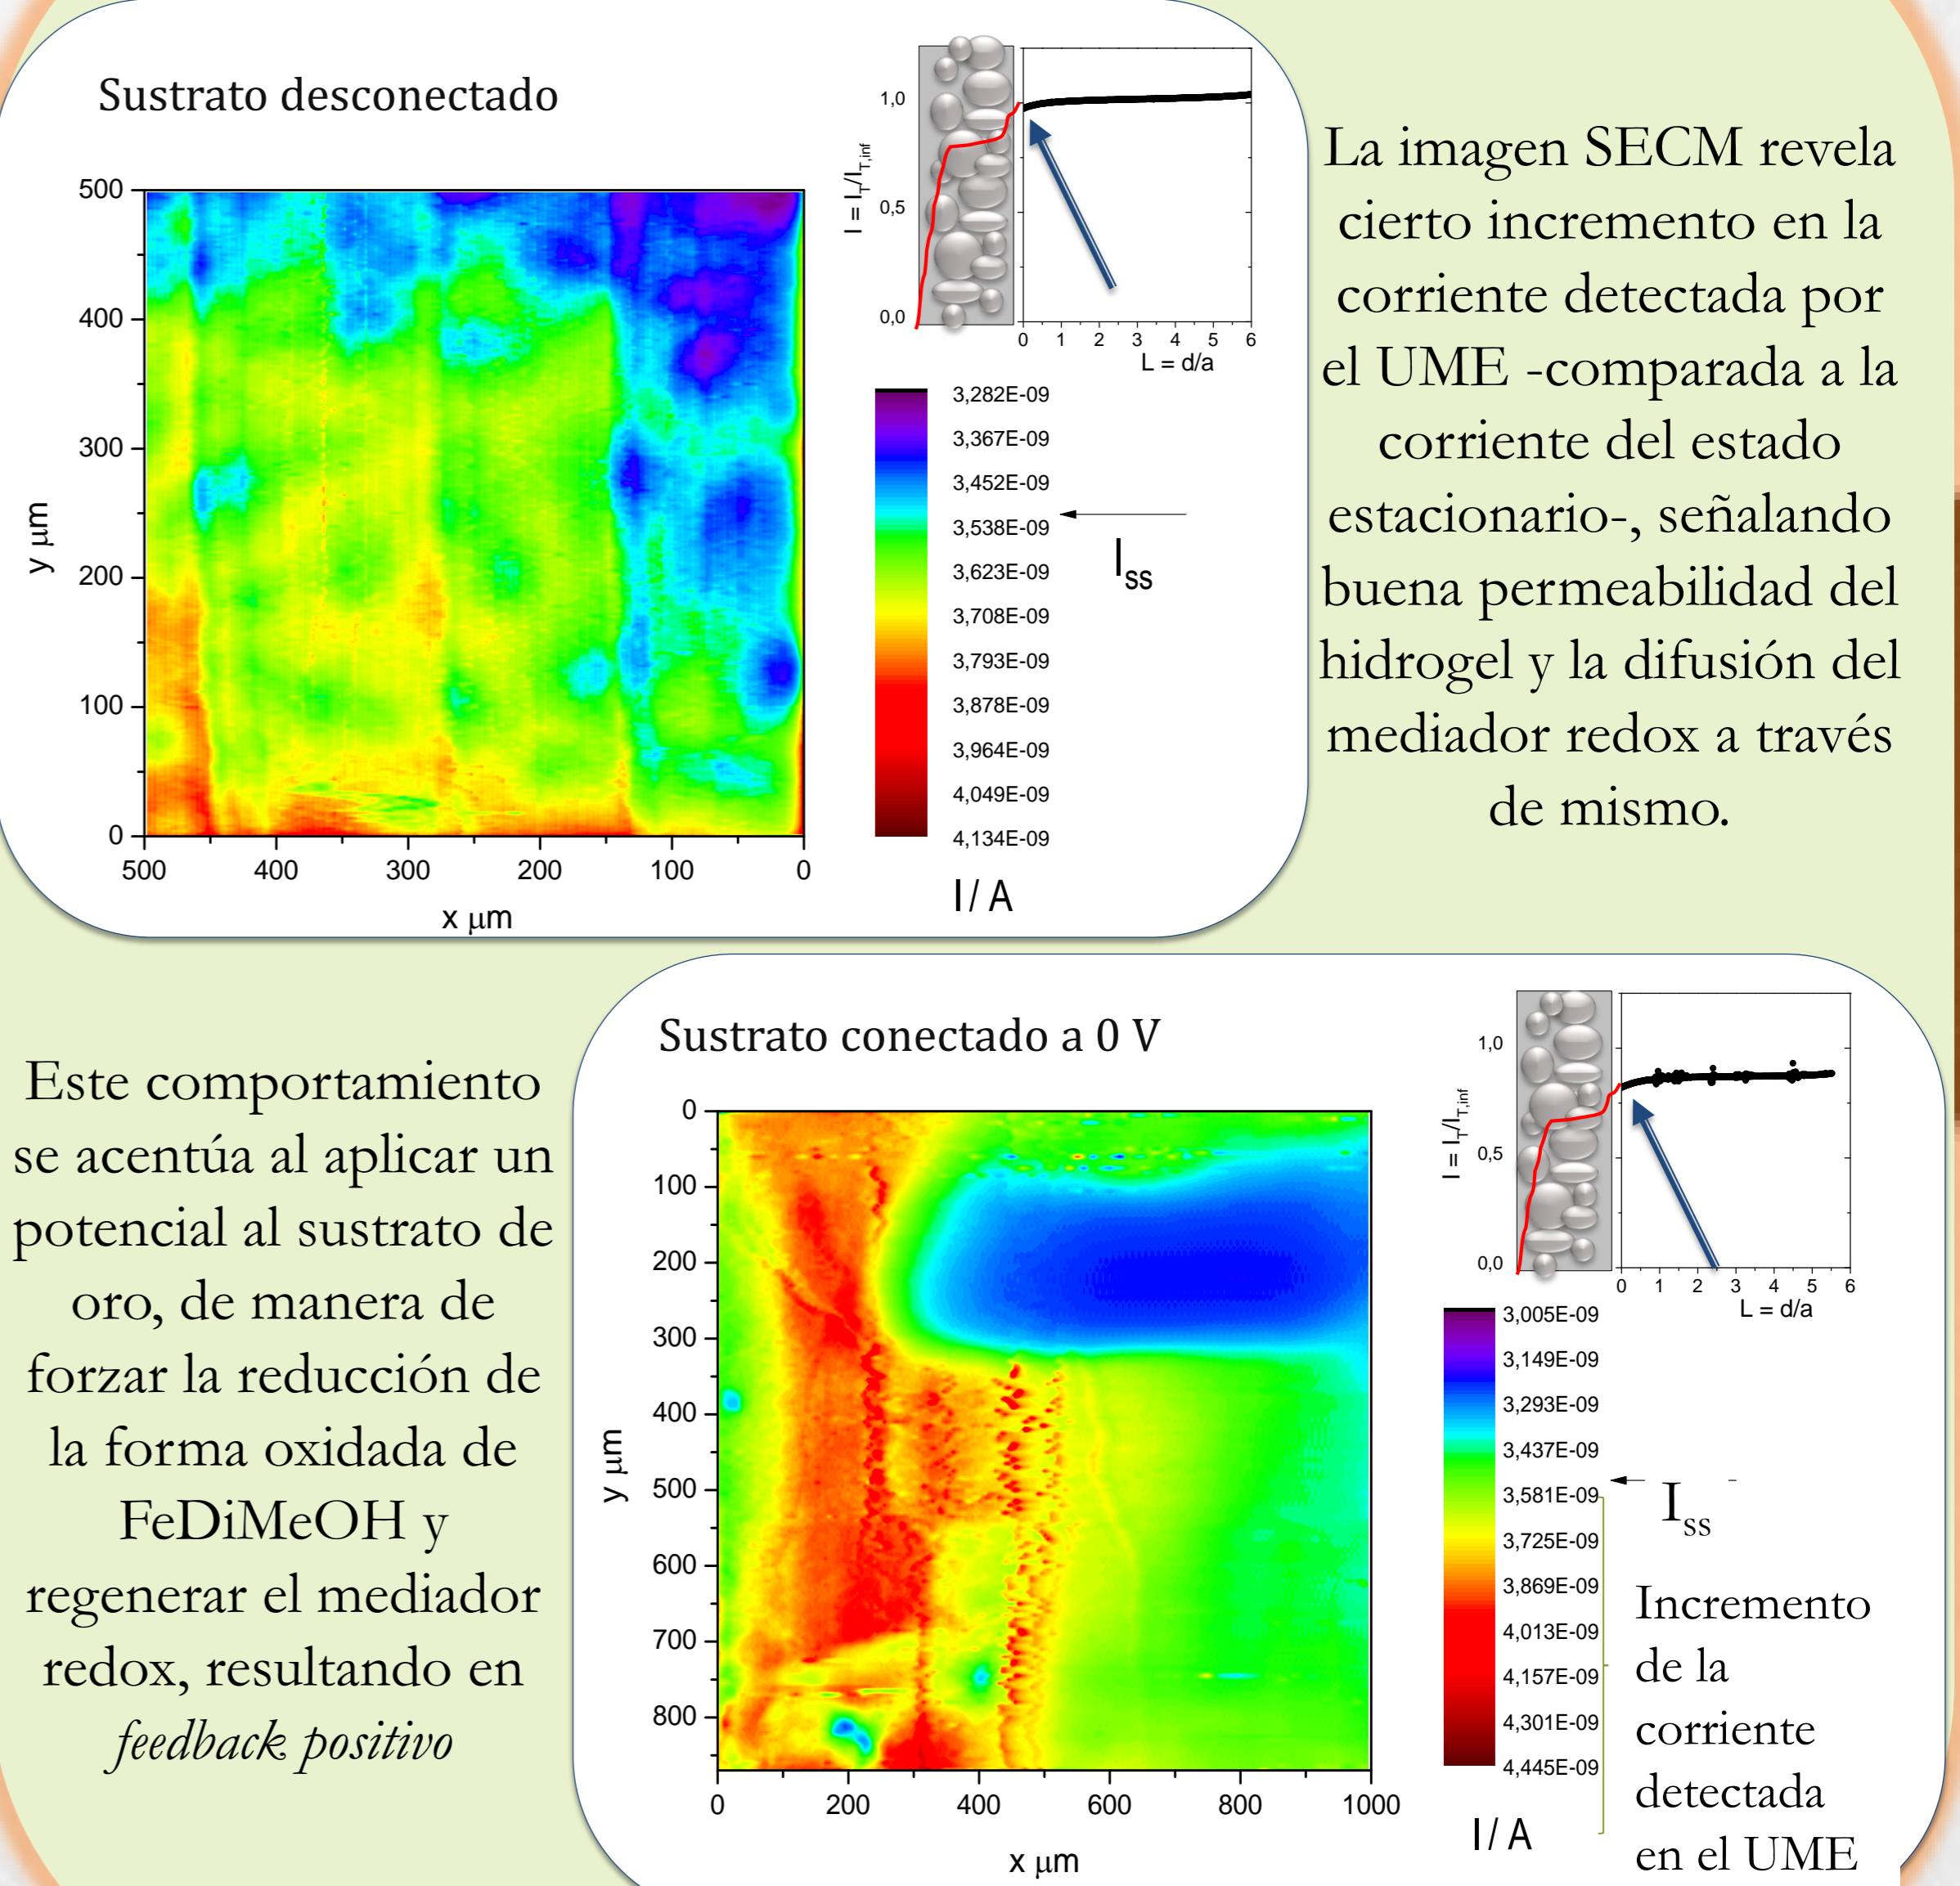 Sustrato desconectado
500
400
300
200
100
0
y μm
500 400 300 200 100 0
x μm
1,0
0,5
0,0
I = I_T/I_T,inf
0 1 2 3 4 5 6
L = d/a
3,282E-09
3,367E-09
3,452E-09
3,538E-09
3,623E-09
3,708E-09
3,793E-09
3,878E-09
3,964E-09
4,049E-09
4,134E-09
I / A
I_ss
La imagen SECM revela
cierto incremento en la
corriente detectada por
el UME -comparada a la
corriente del estado
estacionario-, señalando
buena permeabilidad del
hidrogel y la difusión del
mediador redox a través
de mismo.
Este comportamiento
se acentúa al aplicar un
potencial al sustrato de
oro, de manera de
forzar la reducción de
la forma oxidada de
FeDiMeOH y
regenerar el mediador
redox, resultando en
feedback positivo
Sustrato conectado a 0 V
0
100
200
300
400
500
600
700
800
y μm
0 200 400 600 800 1000
x μm
1,0
0,5
0,0
I = I_T/I_T,inf
0 1 2 3 4 5 6
L = d/a
3,005E-09
3,149E-09
3,293E-09
3,437E-09
3,581E-09
3,725E-09
3,869E-09
4,013E-09
4,157E-09
4,301E-09
4,445E-09
I / A
I_ss
Incremento
de la
corriente
detectada
en el UME